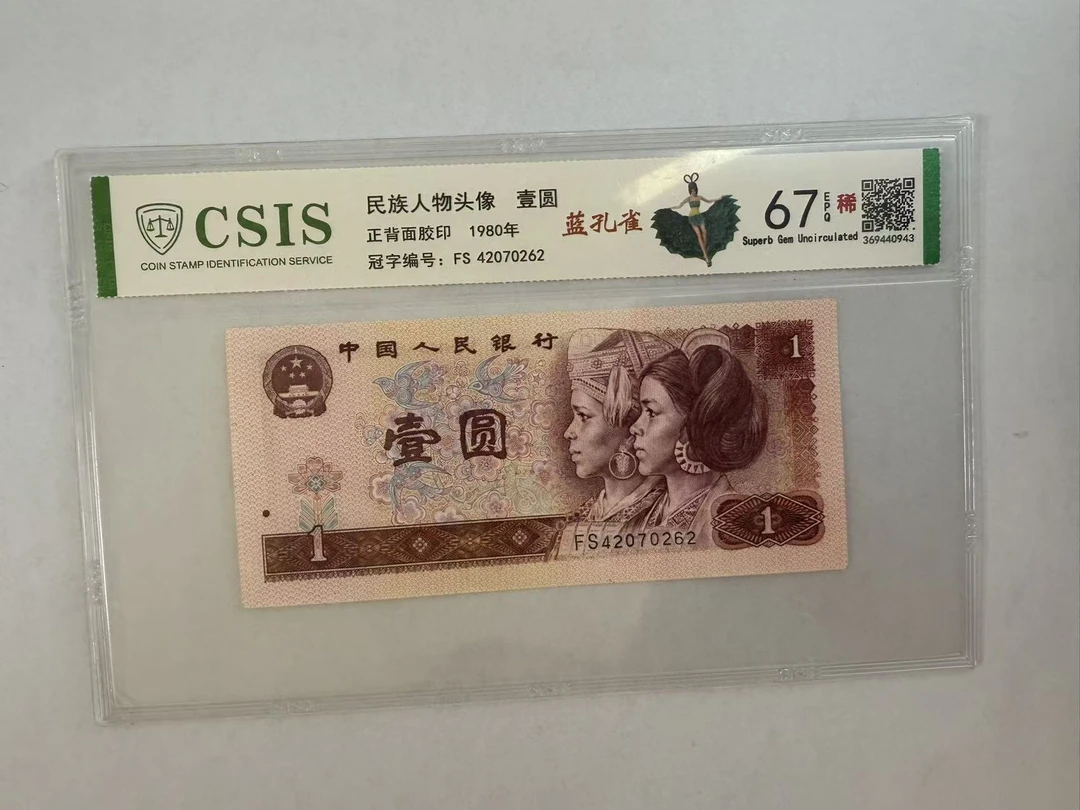 CSIS
COIN STAMP IDENTIFICATION SERVICE
民族人物头像 壹圆
正背面胶印 1980年
冠字编号：FS 42070262
蓝孔雀
67 EPQ 稀
Superb Gem Uncirculated
369440943
中国人民银行
1
壹圆
1
1
FS42070262